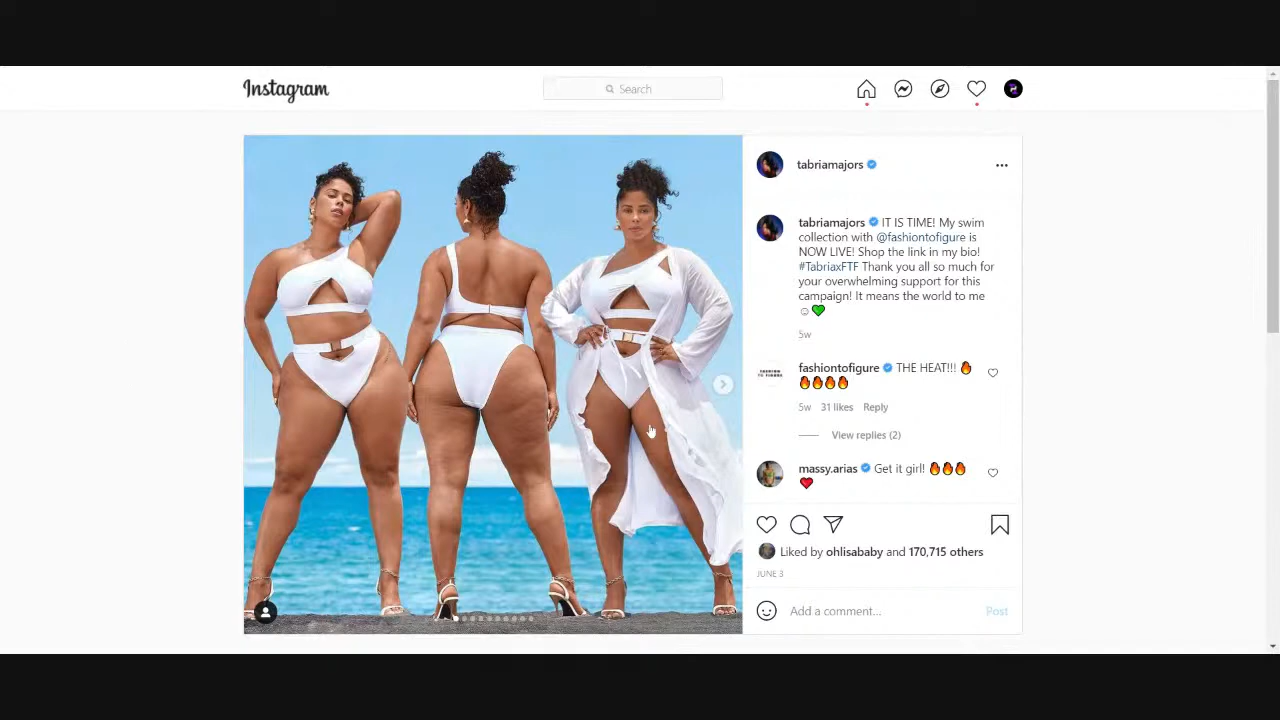 Instagram
Search
tabriamajors
tabriamajors IT IS TIME! My swim
collection with @fashiontofigure is
NOW LIVE! Shop the link in my bio!
#TabriaxFTF Thank you all so much for
your overwhelming support for this
campaign! It means the world to me
☺💚
5w
FASHION
TO FIGURE
fashiontofigure THE HEAT!!! 🔥
🔥🔥🔥🔥
5w 31 likes Reply
View replies (2)
massy.arias Get it girl! 🔥🔥🔥
❤️
Liked by ohlisababy and 170,715 others
JUNE 3
Add a comment... Post